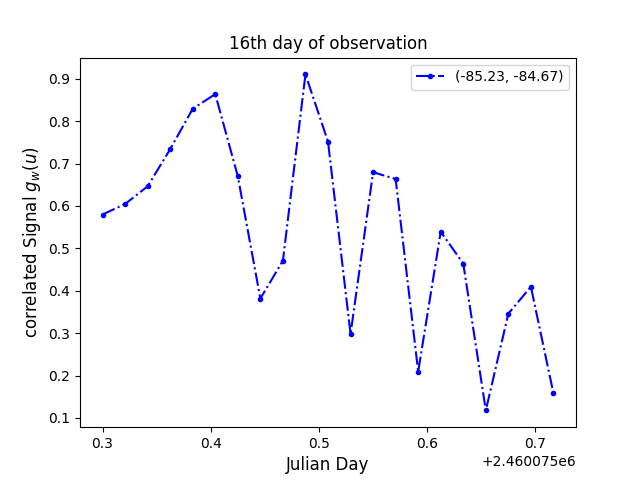 16th day of observation
(-85.23, -84.67)
correlated Signal g_w(u)
0.9
0.8
0.7
0.6
0.5
0.4
0.3
0.2
0.1
0.3 0.4 0.5 0.6 0.7
Julian Day
+2.460075e6